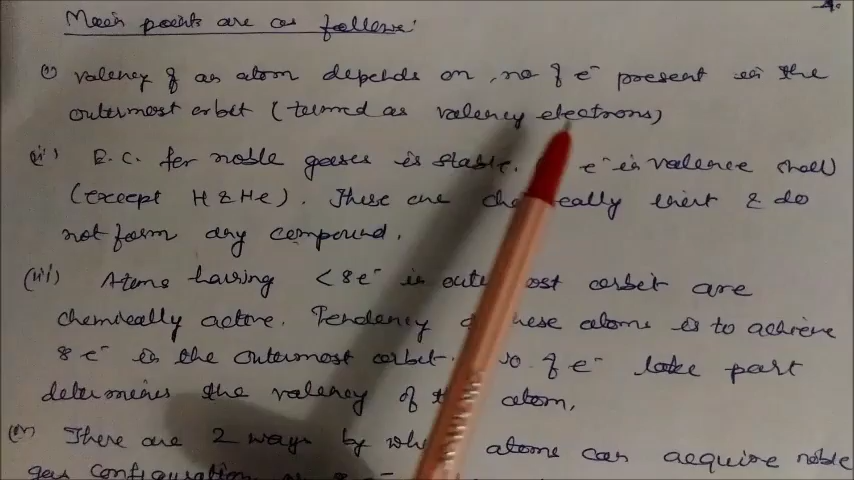 Main points are as follows:
(i) Valency of an atom depends on no of e⁻ present in the
outermost orbit (termed as valency electrons)
(ii) E.C. for noble gases is stable. e⁻ in valence shell
(except H & He). These are chemically inert & do
not form any compound.
(iii) Atoms having < 8e⁻ in outermost orbit are
chemically active. Tendency of these atoms is to achieve
8 e⁻ in the outermost orbit. No. of e⁻ take part
determines the valency of the atom.
(iv) There are 2 ways by which atoms can acquire noble
gas configuration